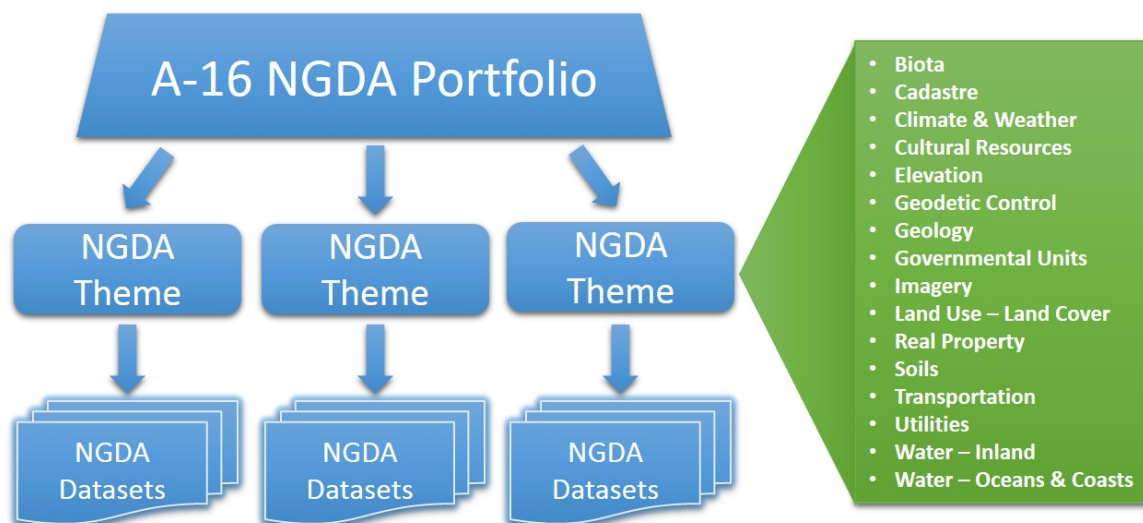 A-16 NGDA Portfolio
NGDA
Theme
NGDA
Theme
NGDA
Theme
NGDA
Datasets
NGDA
Datasets
NGDA
Datasets
• Biota
• Cadastre
• Climate & Weather
• Cultural Resources
• Elevation
• Geodetic Control
• Geology
• Governmental Units
• Imagery
• Land Use – Land Cover
• Real Property
• Soils
• Transportation
• Utilities
• Water – Inland
• Water – Oceans & Coasts